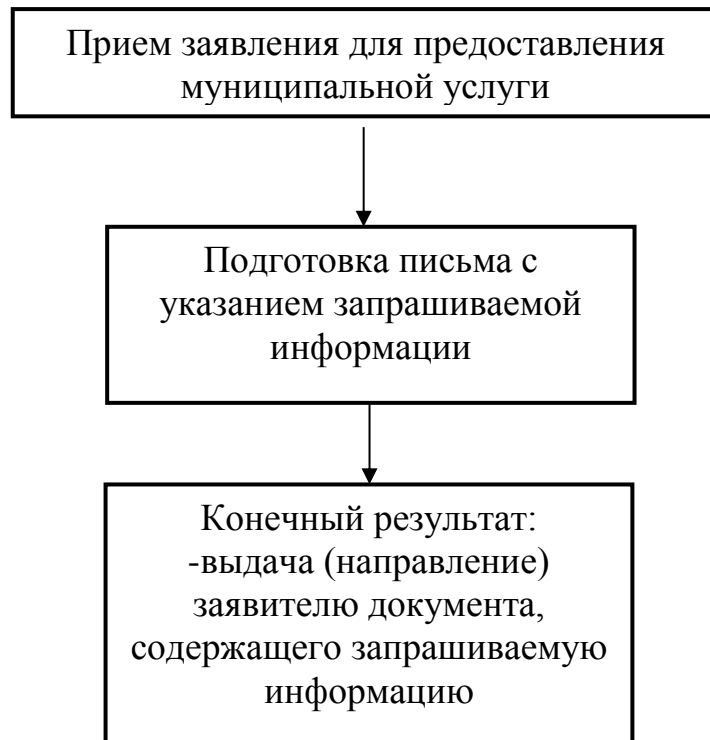 Прием заявления для предоставления
муниципальной услуги
Подготовка письма с
указанием запрашиваемой
информации
Конечный результат:
-выдача (направление)
заявителю документа,
содержащего запрашиваемую
информацию